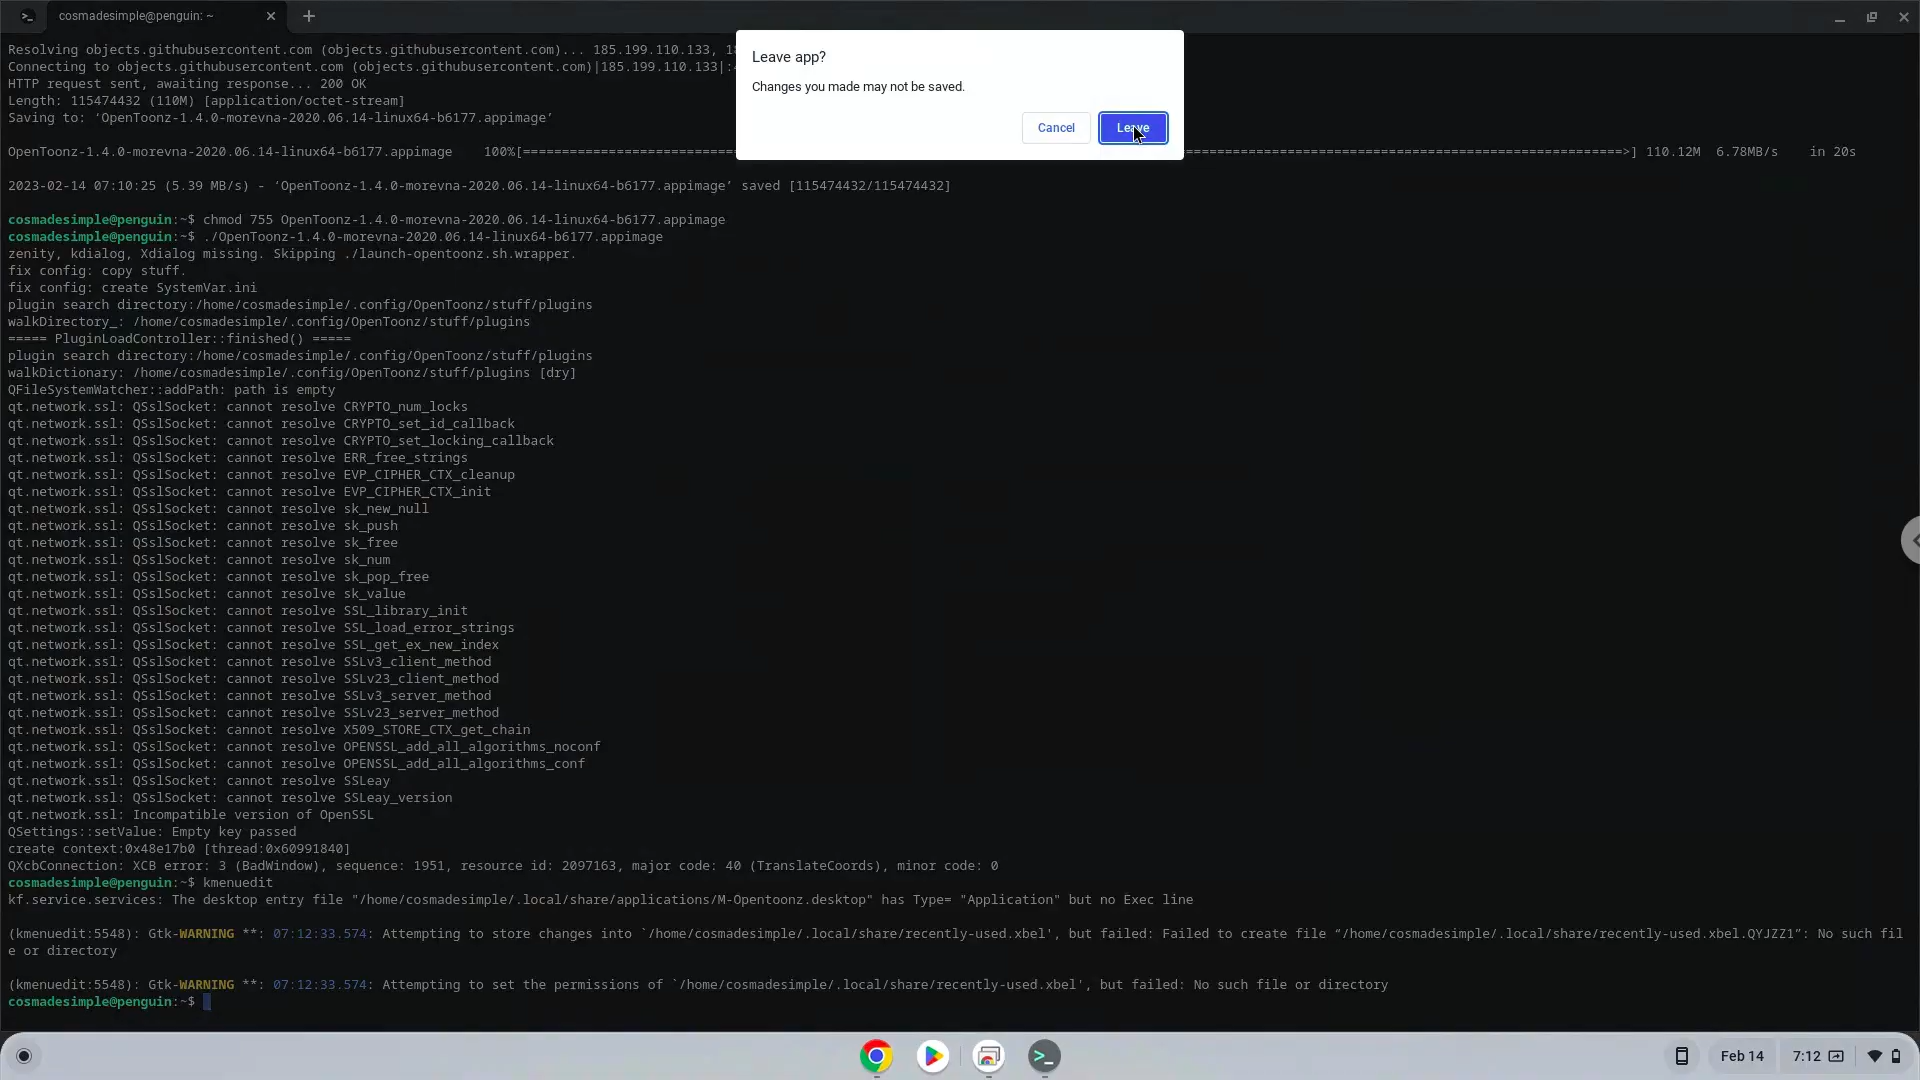 cosmadesimple@penguin: ~
Resolving objects.githubusercontent.com (objects.githubusercontent.com)... 185.199.110.133,
Leave app?
Connecting to objects.githubusercontent.com (objects.githubusercontent.com)|185.199.110.133|:
HTTP request sent, awaiting response... 200 OK
Changes you made may not be saved.
Length: 115474432 (110M) [application/octet-stream]
Saving to: ‘OpenToonz-1.4.0-morevna-2020.06.14-linux64-b6177.appimage’
Cancel
Leave
OpenToonz-1.4.0-morevna-2020.06.14-linux64-b6177.appimage 100%[===========================>] 110.12M 6.78MB/s in 20s
2023-02-14 07:10:25 (5.39 MB/s) - ‘OpenToonz-1.4.0-morevna-2020.06.14-linux64-b6177.appimage’ saved [115474432/115474432]
cosmadesimple@penguin:~$ chmod 755 OpenToonz-1.4.0-morevna-2020.06.14-linux64-b6177.appimage
cosmadesimple@penguin:~$ ./OpenToonz-1.4.0-morevna-2020.06.14-linux64-b6177.appimage
zenity, kdialog, Xdialog missing. Skipping ./launch-opentoonz.sh.wrapper.
fix config: copy stuff.
fix config: create SystemVar.ini
plugin search directory:/home/cosmadesimple/.config/OpenToonz/stuff/plugins
walkDirectory_: /home/cosmadesimple/.config/OpenToonz/stuff/plugins
===== PluginLoadController::finished() =====
plugin search directory:/home/cosmadesimple/.config/OpenToonz/stuff/plugins
walkDictionary: /home/cosmadesimple/.config/OpenToonz/stuff/plugins [dry]
QFileSystemWatcher::addPath: path is empty
qt.network.ssl: QSslSocket: cannot resolve CRYPTO_num_locks
qt.network.ssl: QSslSocket: cannot resolve CRYPTO_set_id_callback
qt.network.ssl: QSslSocket: cannot resolve CRYPTO_set_locking_callback
qt.network.ssl: QSslSocket: cannot resolve ERR_free_strings
qt.network.ssl: QSslSocket: cannot resolve EVP_CIPHER_CTX_cleanup
qt.network.ssl: QSslSocket: cannot resolve EVP_CIPHER_CTX_init
qt.network.ssl: QSslSocket: cannot resolve sk_new_null
qt.network.ssl: QSslSocket: cannot resolve sk_push
qt.network.ssl: QSslSocket: cannot resolve sk_free
qt.network.ssl: QSslSocket: cannot resolve sk_num
qt.network.ssl: QSslSocket: cannot resolve sk_pop_free
qt.network.ssl: QSslSocket: cannot resolve sk_value
qt.network.ssl: QSslSocket: cannot resolve SSL_library_init
qt.network.ssl: QSslSocket: cannot resolve SSL_load_error_strings
qt.network.ssl: QSslSocket: cannot resolve SSL_get_ex_new_index
qt.network.ssl: QSslSocket: cannot resolve SSLv3_client_method
qt.network.ssl: QSslSocket: cannot resolve SSLv23_client_method
qt.network.ssl: QSslSocket: cannot resolve SSLv3_server_method
qt.network.ssl: QSslSocket: cannot resolve SSLv23_server_method
qt.network.ssl: QSslSocket: cannot resolve X509_STORE_CTX_get_chain
qt.network.ssl: QSslSocket: cannot resolve OPENSSL_add_all_algorithms_noconf
qt.network.ssl: QSslSocket: cannot resolve OPENSSL_add_all_algorithms_conf
qt.network.ssl: QSslSocket: cannot resolve SSLeay
qt.network.ssl: QSslSocket: cannot resolve SSLeay_version
qt.network.ssl: Incompatible version of OpenSSL
QSettings::setValue: Empty key passed
create context:0x48e17b0 [thread:0x60991840]
QXcbConnection: XCB error: 3 (BadWindow), sequence: 1951, resource id: 2097163, major code: 40 (TranslateCoords), minor code: 0
cosmadesimple@penguin:~$ kmenuedit
kf.service.services: The desktop entry file "/home/cosmadesimple/.local/share/applications/M-Opentoonz.desktop" has Type= "Application" but no Exec line
(kmenuedit:5548): Gtk-WARNING **: 07:12:33.574: Attempting to store changes into `/home/cosmadesimple/.local/share/recently-used.xbel', but failed: Failed to create file “/home/cosmadesimple/.local/share/recently-used.xbel.QYJZZ1”: No such fil
e or directory
(kmenuedit:5548): Gtk-WARNING **: 07:12:33.574: Attempting to set the permissions of `/home/cosmadesimple/.local/share/recently-used.xbel', but failed: No such file or directory
cosmadesimple@penguin:~$
Feb 14
7:12